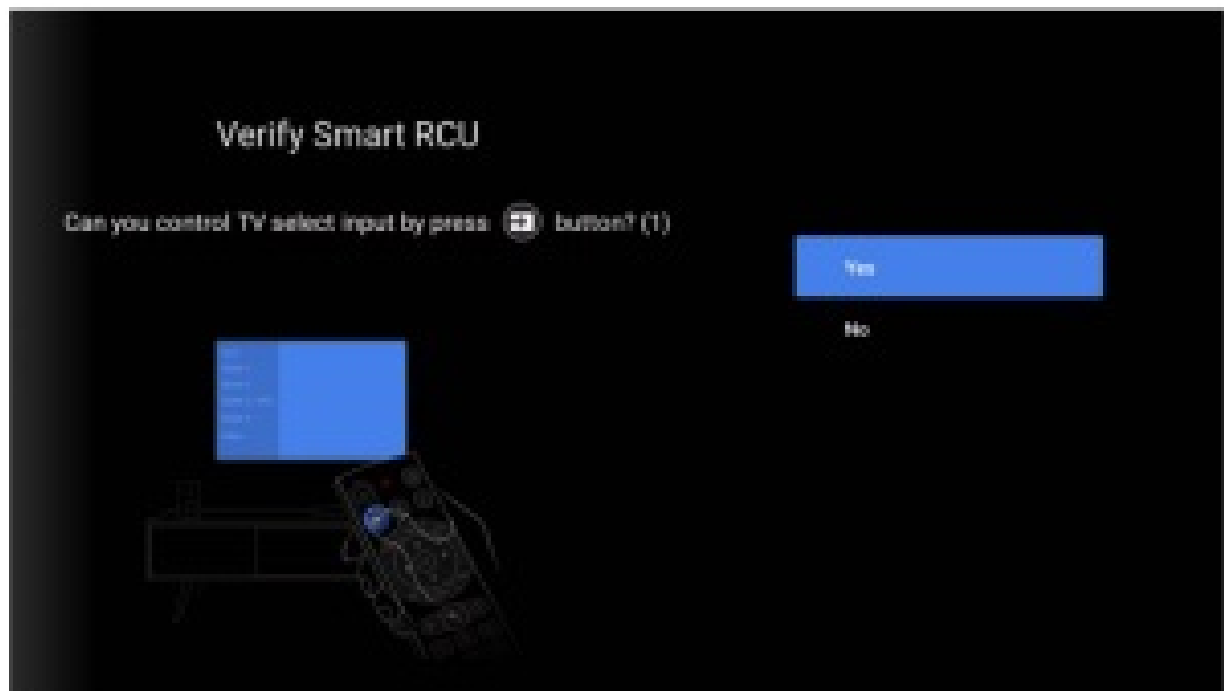 Verify Smart RCU
Can you control TV select input by press button? (1)
Yes
No